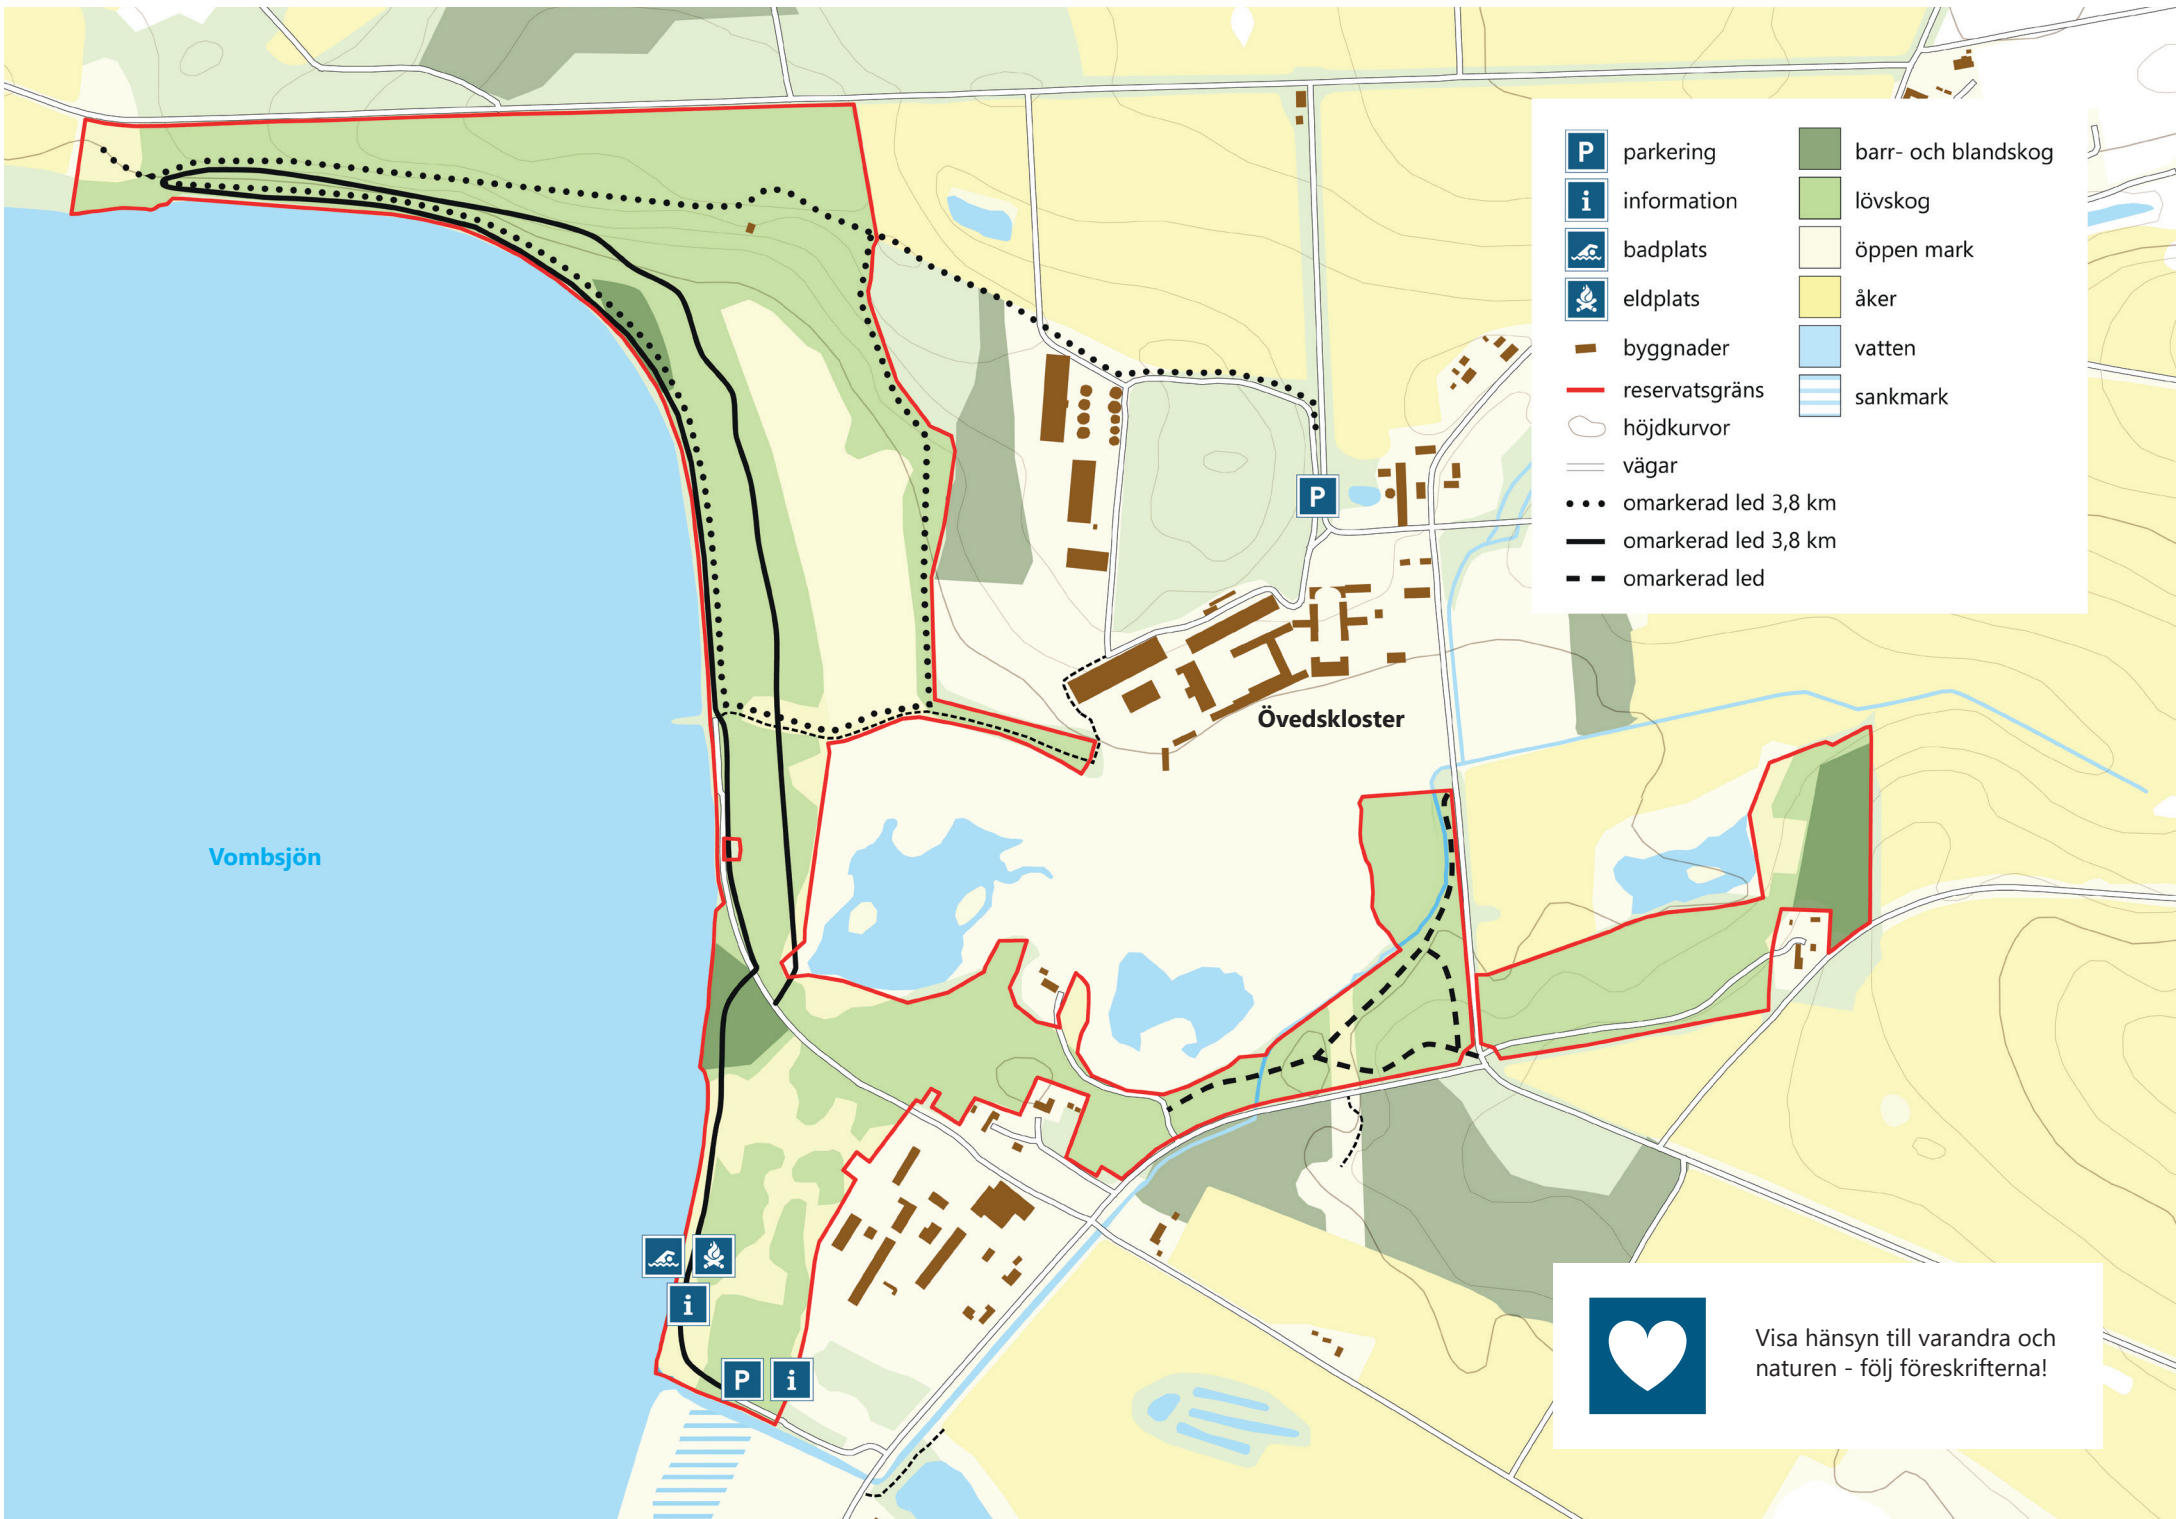 P parkering
i information
badplats
eldplats
byggnader
reservatsgräns
höjdkurvor
vägar
omarkerad led 3,8 km
omarkerad led 3,8 km
omarkerad led
barr- och blandskog
lövskog
öppen mark
åker
vatten
sankmark
P
Övedskloster
Vombsjön
i
P i
Visa hänsyn till varandra och
naturen - följ föreskrifterna!